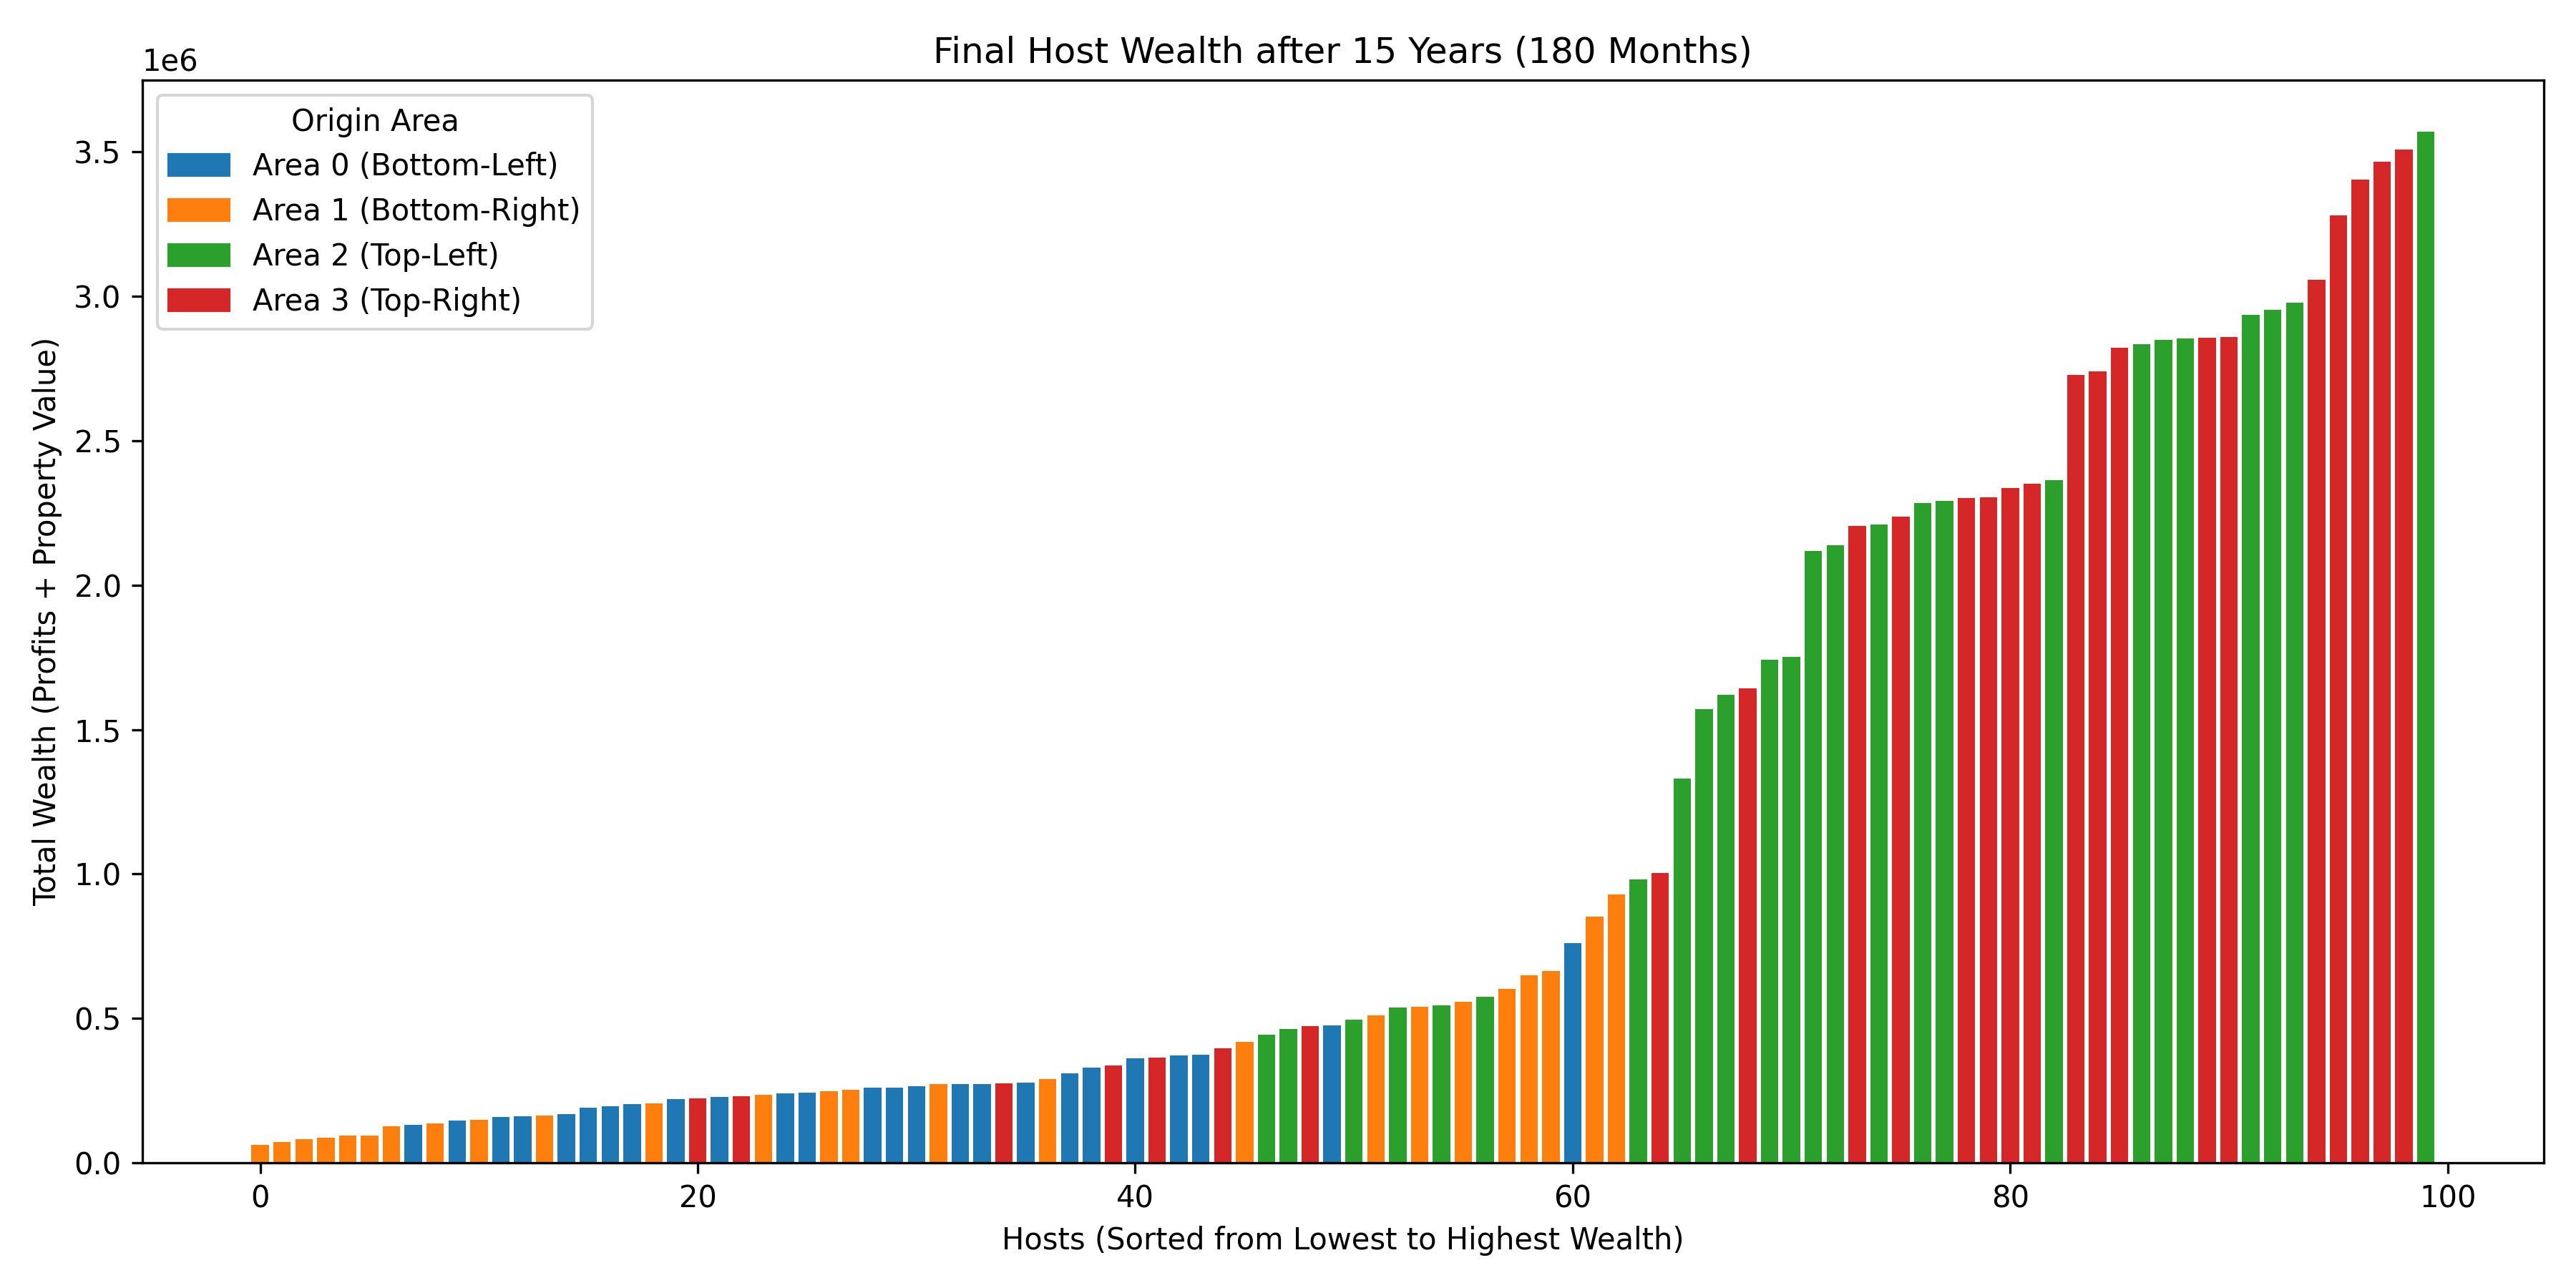 Final Host Wealth after 15 Years (180 Months)
1e6
Origin Area
Area 0 (Bottom-Left)
Area 1 (Bottom-Right)
Area 2 (Top-Left)
Area 3 (Top-Right)
3.5
3.0
2.5
2.0
1.5
1.0
0.5
0.0
Total Wealth (Profits + Property Value)
0 20 40 60 80 100
Hosts (Sorted from Lowest to Highest Wealth)